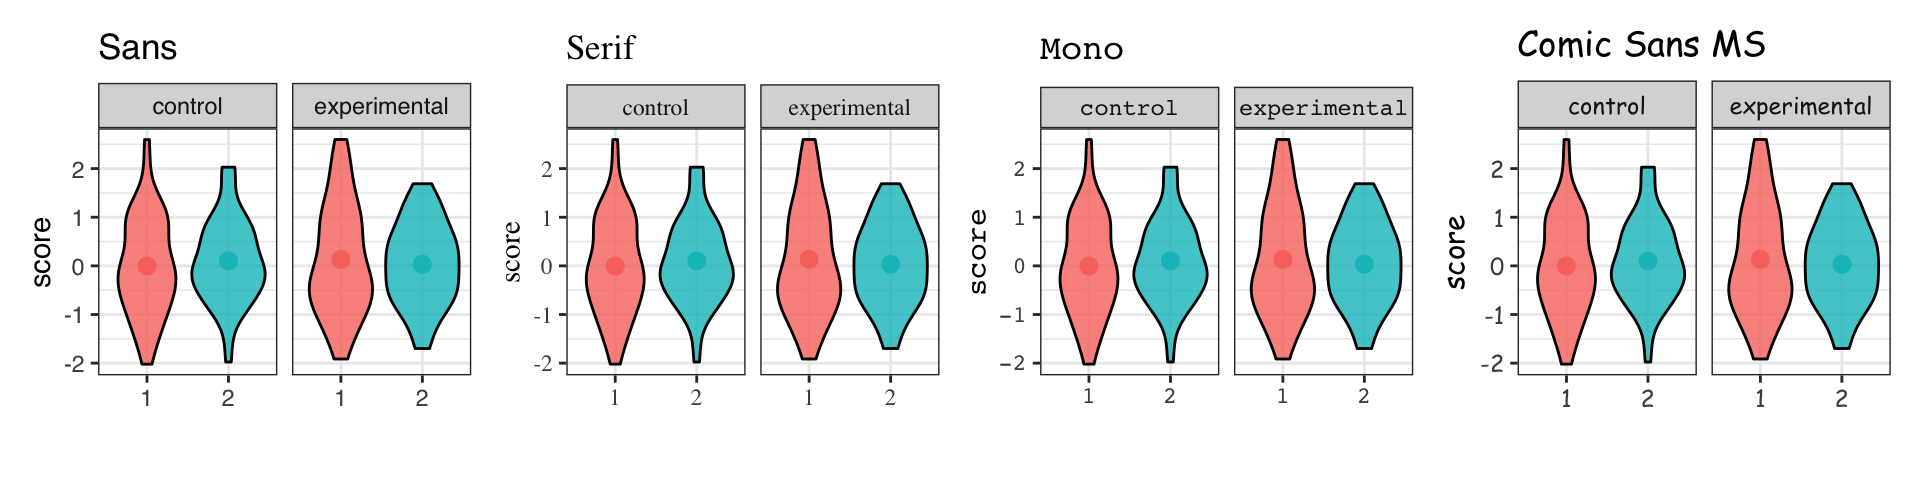 Sans
control
experimental
score
2
1
0
-1
-2
1
2
1
2
Serif
control
experimental
score
2
1
0
-1
-2
1
2
1
2
Mono
control
experimental
score
2
1
0
-1
-2
1
2
1
2
Comic Sans MS
control
experimental
score
2
1
0
-1
-2
1
2
1
2